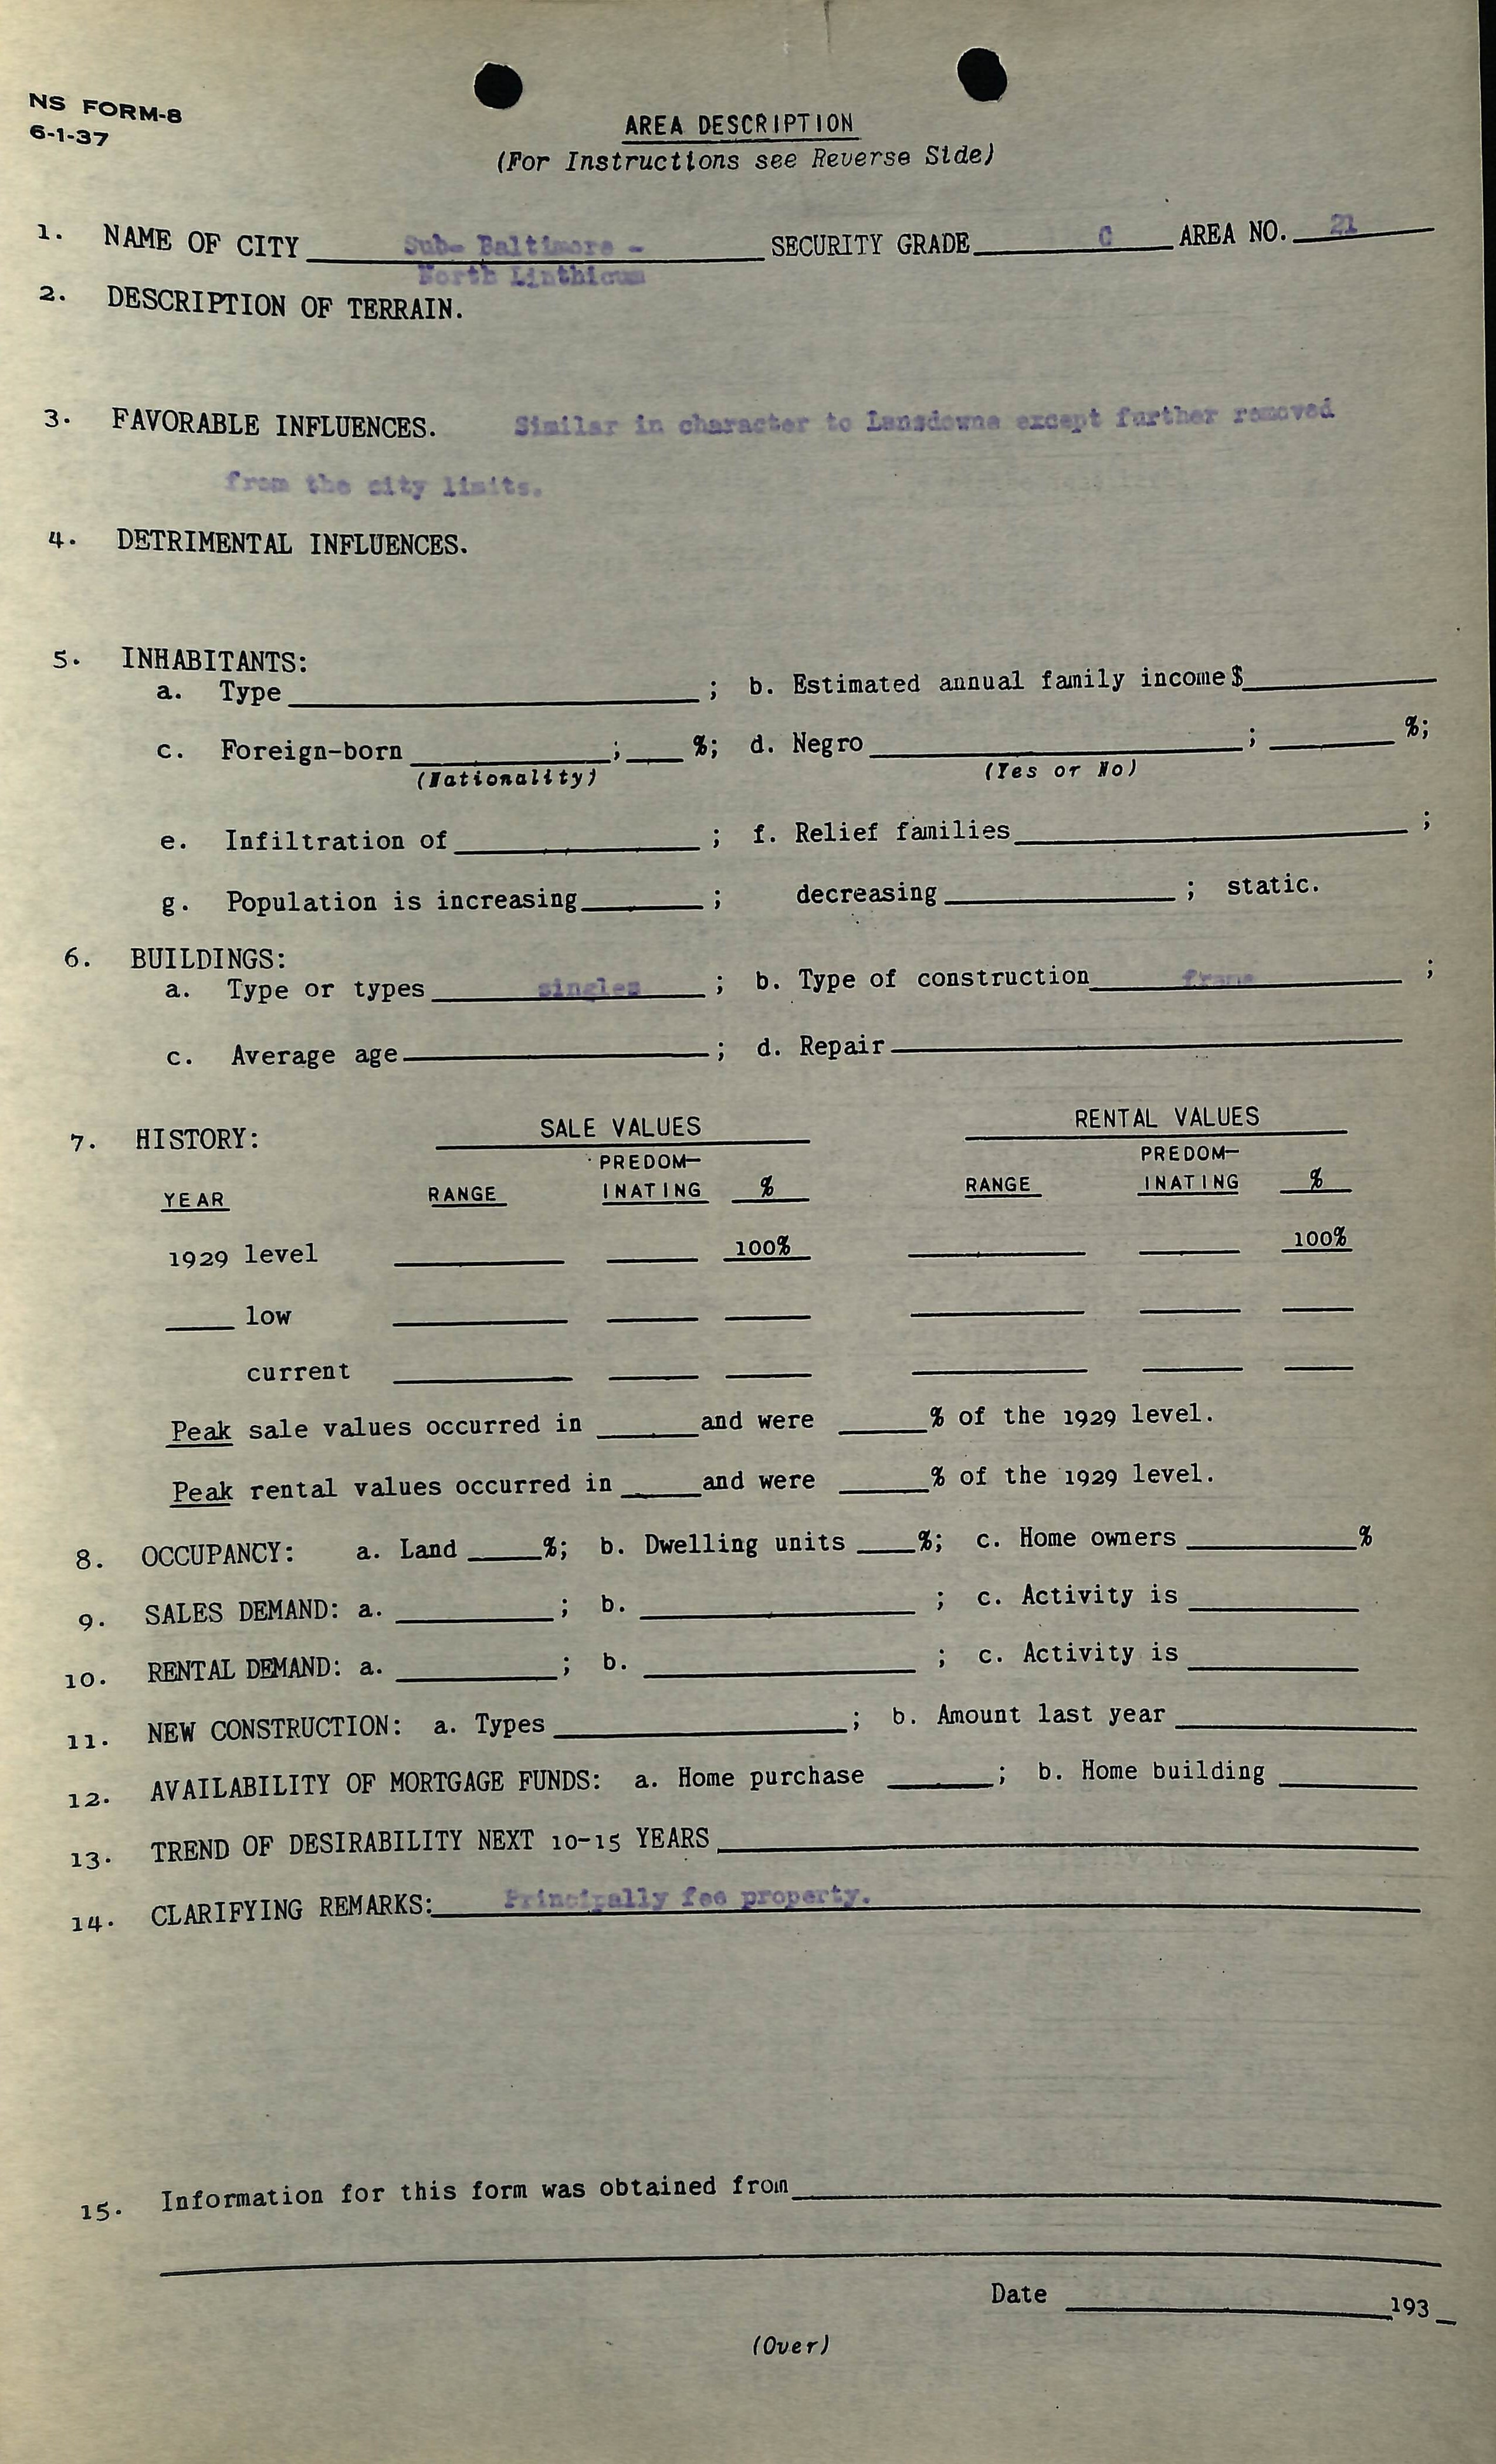 NS FORM-8
6-1-37
AREA DESCRIPTION
(For Instructions see Reverse Side)
1. NAME OF CITY Sub- Baltimore - SECURITY GRADE C AREA NO. 21
North Linthicum
2. DESCRIPTION OF TERRAIN.
3. FAVORABLE INFLUENCES. Similar in character to Lansdowne except further removed
from the city limits.
4. DETRIMENTAL INFLUENCES.
5. INHABITANTS:
a. Type ; b. Estimated annual family income $
c. Foreign-born ; %; d. Negro ; %;
(Nationality) (Yes or No)
e. Infiltration of ; f. Relief families ;
g. Population is increasing ; decreasing ; static.
6. BUILDINGS:
a. Type or types singles ; b. Type of construction frame ;
c. Average age ; d. Repair
7. HISTORY: SALE VALUES RENTAL VALUES
PREDOM- PREDOM-
YEAR RANGE INATING % RANGE INATING %
1929 level 100% 100%
low
current
Peak sale values occurred in and were % of the 1929 level.
Peak rental values occurred in and were % of the 1929 level.
8. OCCUPANCY: a. Land %; b. Dwelling units %; c. Home owners %
9. SALES DEMAND: a. ; b. ; c. Activity is
10. RENTAL DEMAND: a. ; b. ; c. Activity is
11. NEW CONSTRUCTION: a. Types ; b. Amount last year
12. AVAILABILITY OF MORTGAGE FUNDS: a. Home purchase ; b. Home building
13. TREND OF DESIRABILITY NEXT 10-15 YEARS
14. CLARIFYING REMARKS: Principally fee property.
15. Information for this form was obtained from
Date 193
(Over)